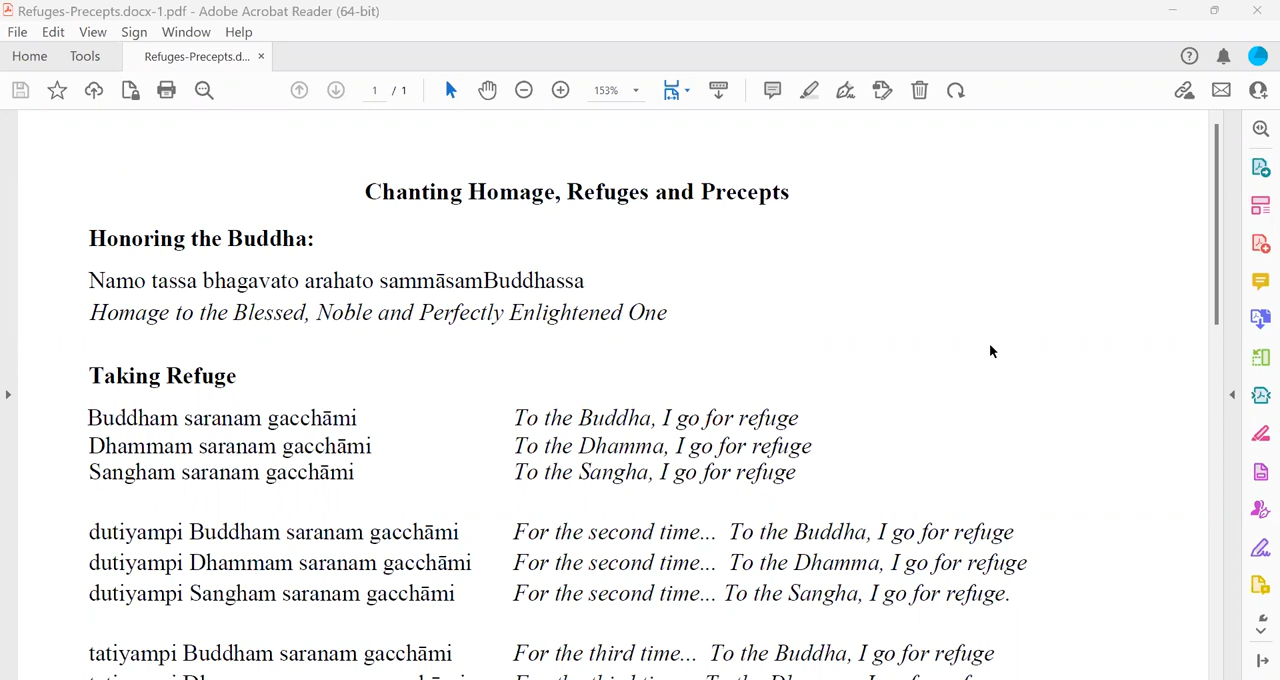 Refuges-Precepts.docx-1.pdf - Adobe Acrobat Reader (64-bit)
File Edit View Sign Window Help
Home Tools Refuges-Precepts.d... ×
1 / 1 153%
Chanting Homage, Refuges and Precepts
Honoring the Buddha:
Namo tassa bhagavato arahato sammāsamBuddhassa
Homage to the Blessed, Noble and Perfectly Enlightened One
Taking Refuge
Buddham saranam gacchāmi To the Buddha, I go for refuge
Dhammam saranam gacchāmi To the Dhamma, I go for refuge
Sangham saranam gacchāmi To the Sangha, I go for refuge
dutiyampi Buddham saranam gacchāmi For the second time... To the Buddha, I go for refuge
dutiyampi Dhammam saranam gacchāmi For the second time... To the Dhamma, I go for refuge
dutiyampi Sangham saranam gacchāmi For the second time... To the Sangha, I go for refuge.
tatiyampi Buddham saranam gacchāmi For the third time... To the Buddha, I go for refuge